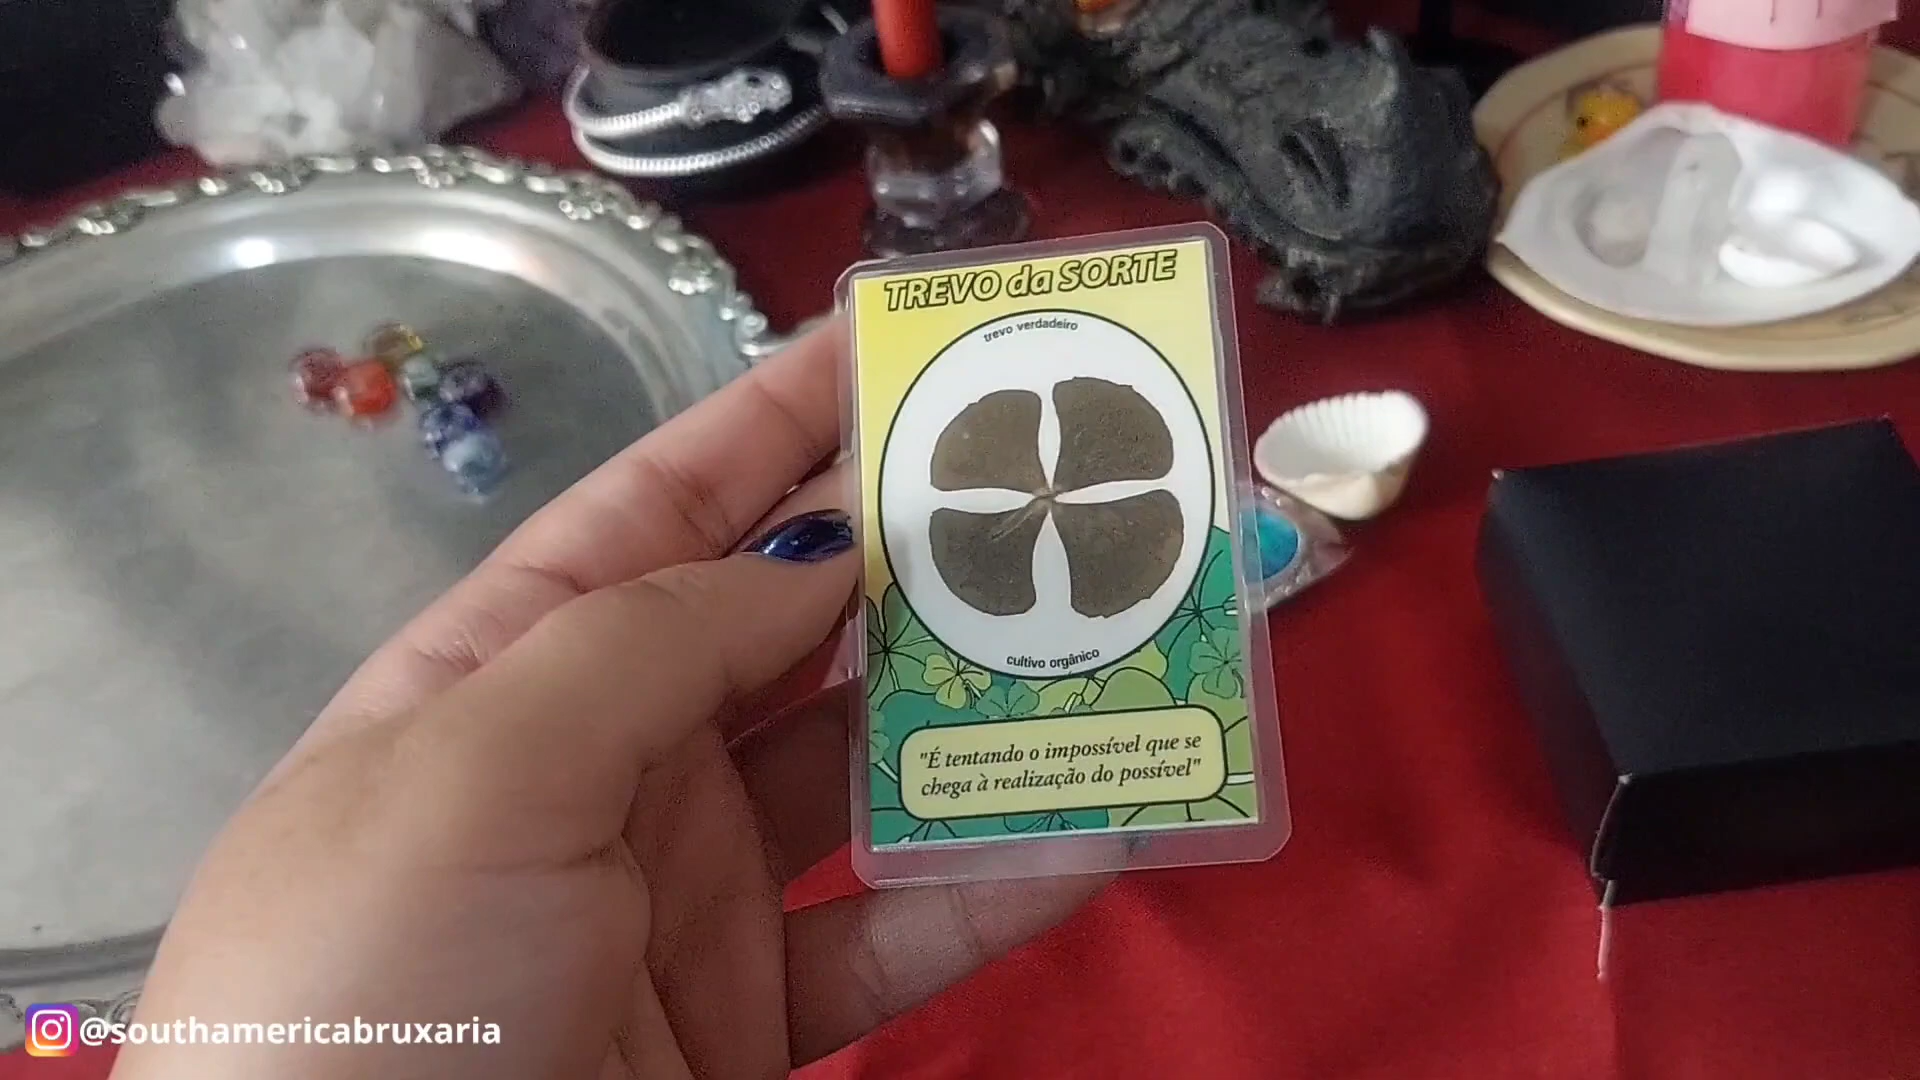 TREVO da SORTE
trevo verdadeiro
cultivo orgânico
"É tentando o impossível que se
chega à realização do possível"
@southamericabruxaria